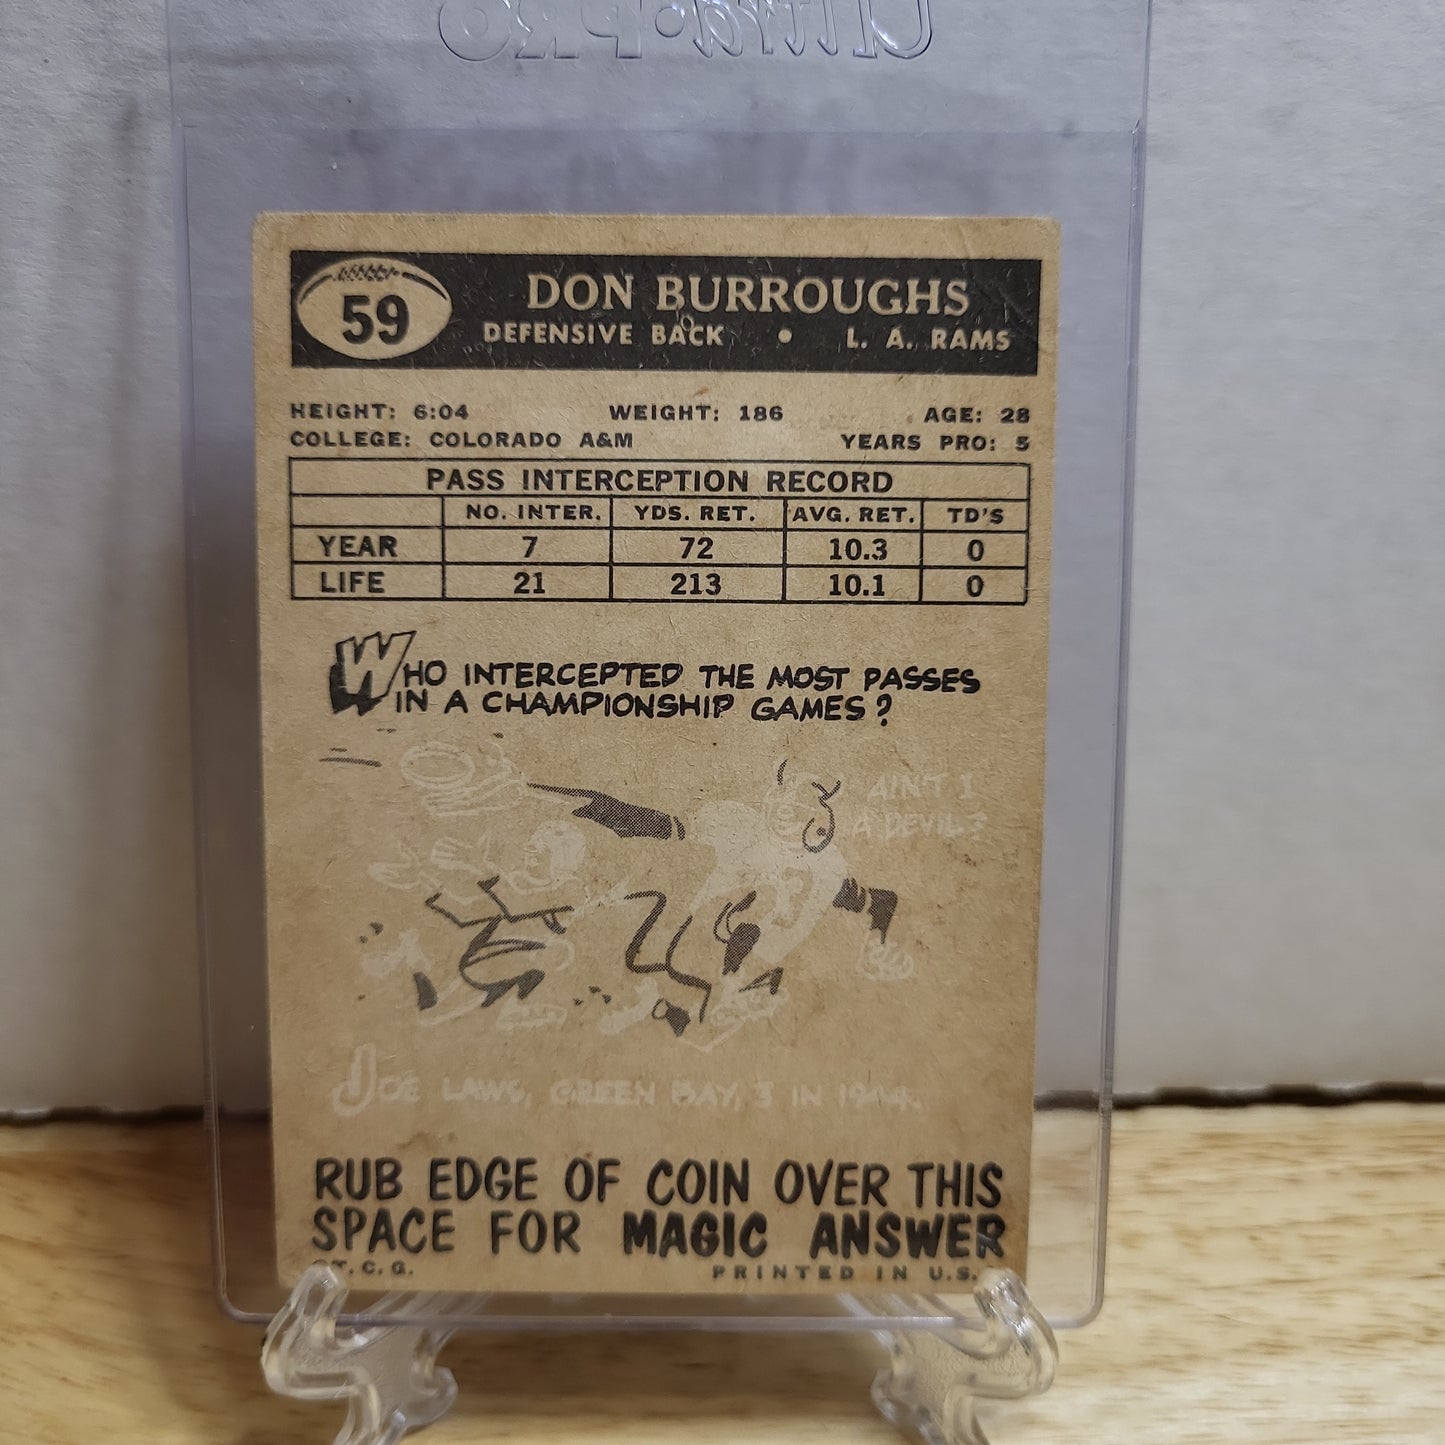 59
DON BURROUGHS
DEFENSIVE BACK • L. A. RAMS
HEIGHT: 6:04 WEIGHT: 186 AGE: 28
COLLEGE: COLORADO A&M YEARS PRO: 5
PASS INTERCEPTION RECORD
NO. INTER. YDS. RET. AVG. RET. TD'S
YEAR 7 72 10.3 0
LIFE 21 213 10.1 0
WHO INTERCEPTED THE MOST PASSES
IN A CHAMPIONSHIP GAMES?
AIN'T I
A DEVIL?
JOE LAWS, GREEN BAY, 3 IN 1944.
RUB EDGE OF COIN OVER THIS
SPACE FOR MAGIC ANSWER
T. C. G. PRINTED IN U.S.